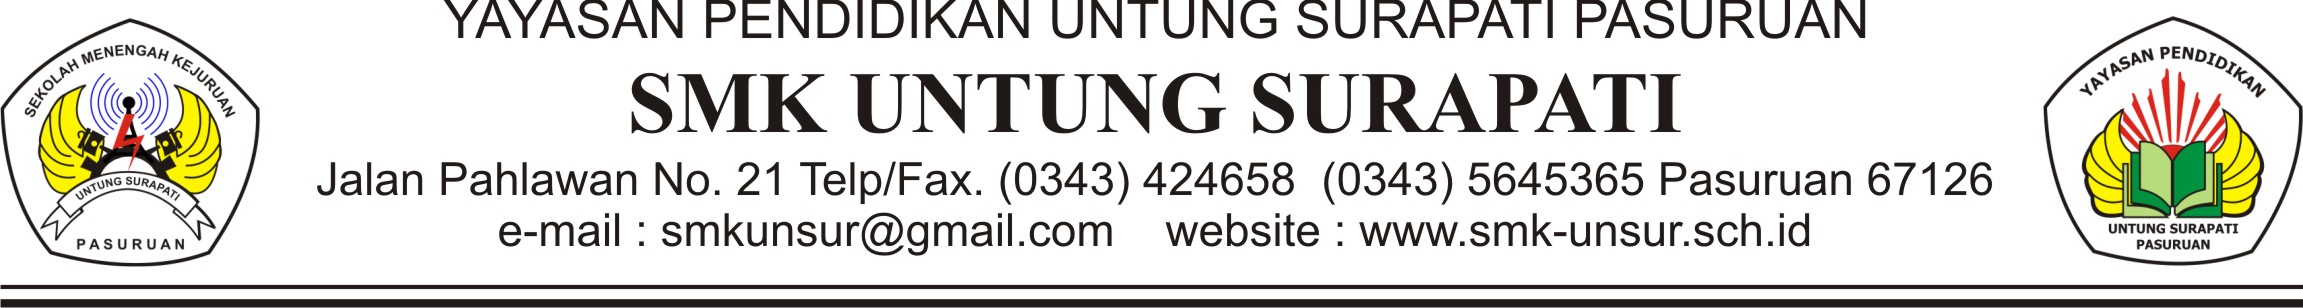 YAYASAN PENDIDIKAN UNTUNG SURAPATI PASURUAN
SMK UNTUNG SURAPATI
Jalan Pahlawan No. 21 Telp/Fax. (0343) 424658  (0343) 5645365 Pasuruan 67126
e-mail : smkunsur@gmail.com    website : www.smk-unsur.sch.id
SEKOLAH MENENGAH KEJURUAN
UNTUNG SURAPATI
PASURUAN
YAYASAN PENDIDIKAN
UNTUNG SURAPATI
PASURUAN